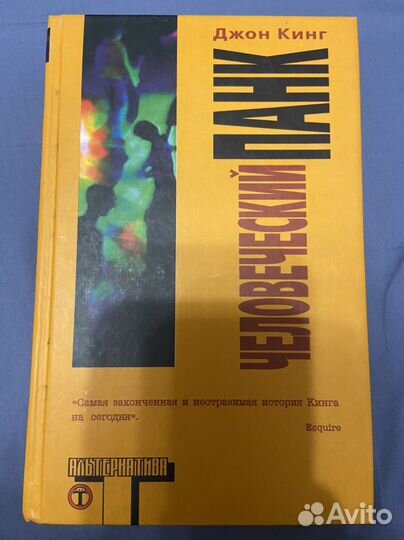 Джон Кинг
ЧЕЛОВЕЧЕСКИЙ
ПАНК
«Самая законченная и неотразимая история Кинга
на сегодня».
Esquire
АЛЬТЕРНАТИВА
Avito